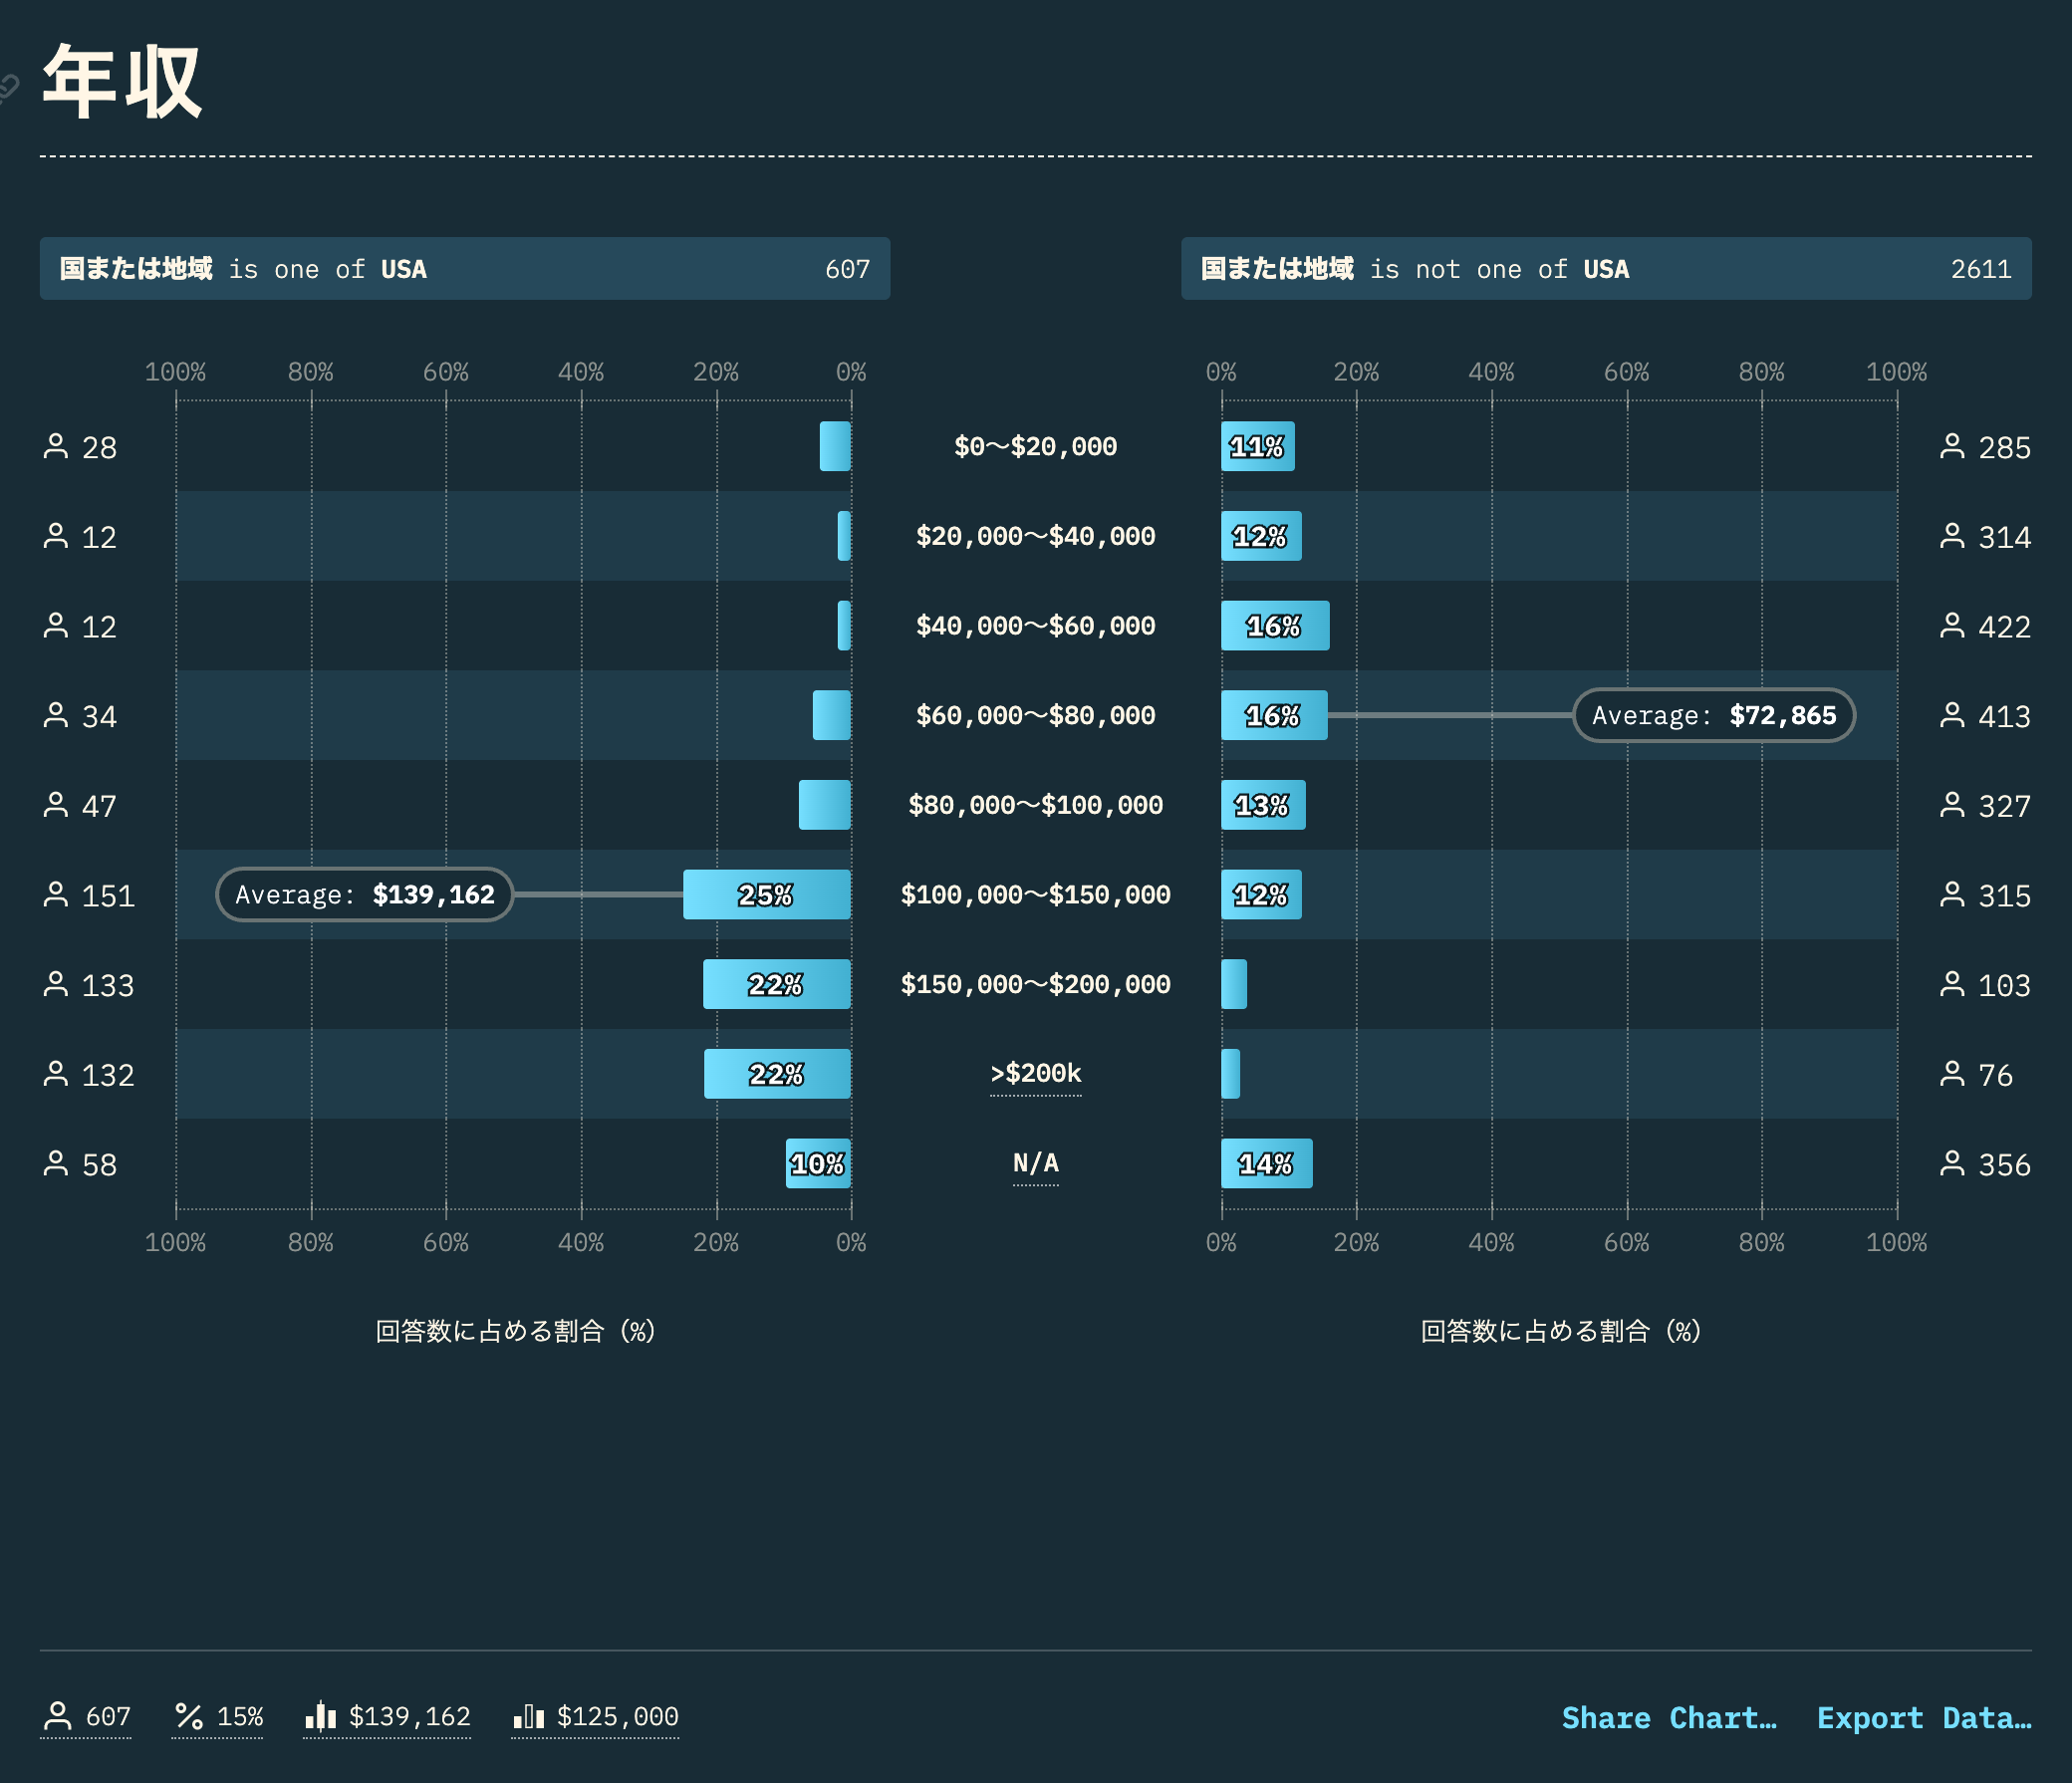 年収
国または地域 is one of USA 607
国または地域 is not one of USA 2611
100% 80% 60% 40% 20% 0%
0% 20% 40% 60% 80% 100%
28 $0〜$20,000 11% 285
12 $20,000〜$40,000 12% 314
12 $40,000〜$60,000 16% 422
34 $60,000〜$80,000 16% Average: $72,865 413
47 $80,000〜$100,000 13% 327
151 Average: $139,162 25% $100,000〜$150,000 12% 315
133 22% $150,000〜$200,000 103
132 22% >$200k 76
58 10% N/A 14% 356
100% 80% 60% 40% 20% 0%
0% 20% 40% 60% 80% 100%
回答数に占める割合 (%)
回答数に占める割合 (%)
607 15% $139,162 $125,000
Share Chart… Export Data…